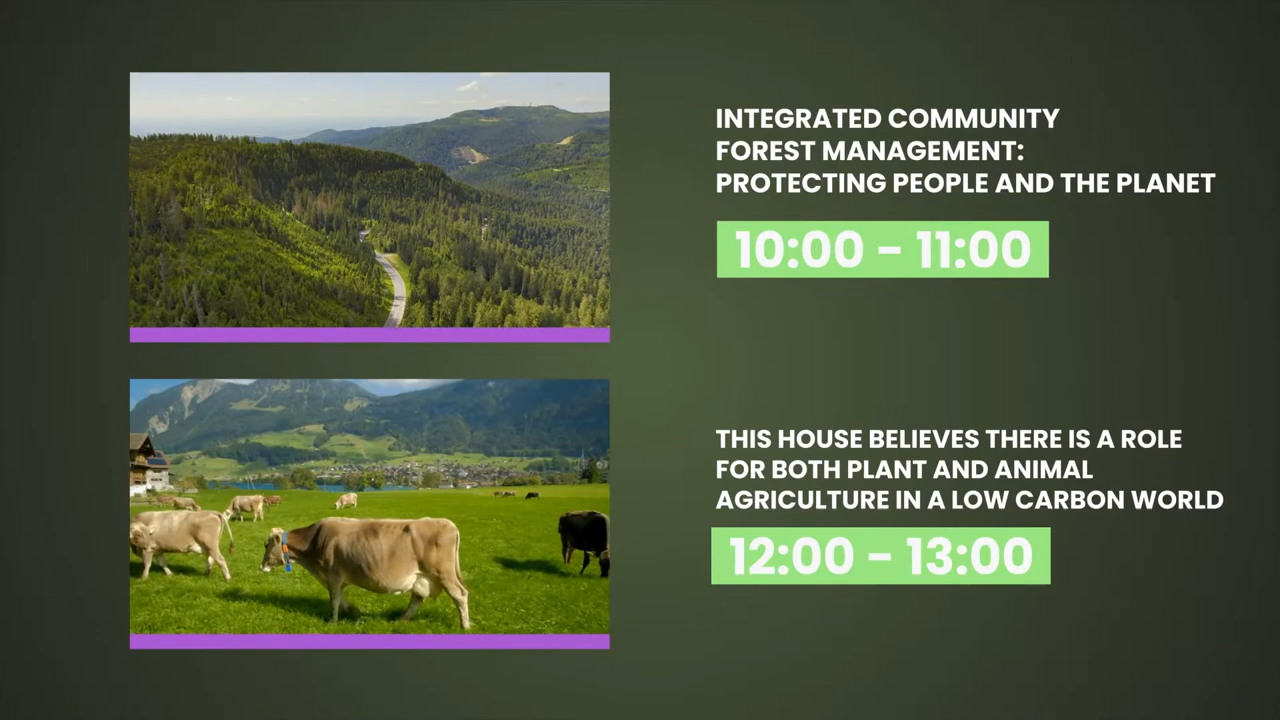 INTEGRATED COMMUNITY
FOREST MANAGEMENT:
PROTECTING PEOPLE AND THE PLANET
10:00 - 11:00
THIS HOUSE BELIEVES THERE IS A ROLE
FOR BOTH PLANT AND ANIMAL
AGRICULTURE IN A LOW CARBON WORLD
12:00 - 13:00